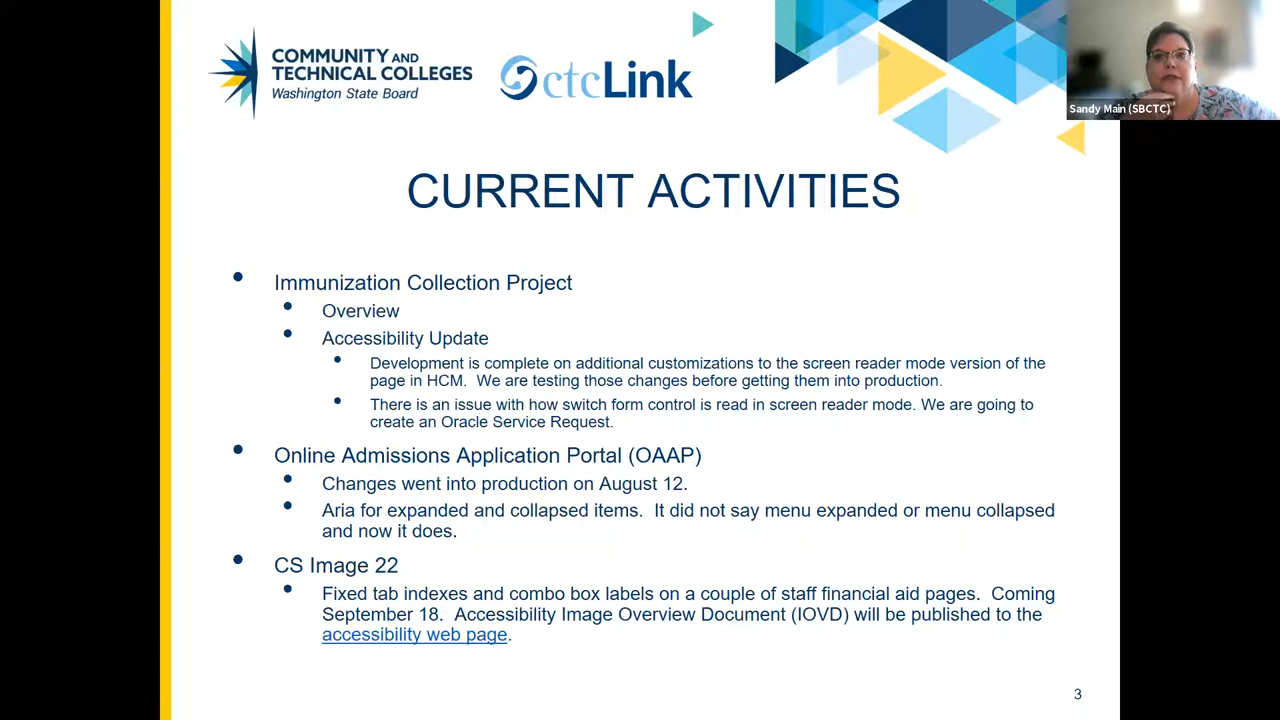 COMMUNITY AND
TECHNICAL COLLEGES
Washington State Board
ctcLink
Sandy Main (SBCTC)
CURRENT ACTIVITIES
Immunization Collection Project
Overview
Accessibility Update
Development is complete on additional customizations to the screen reader mode version of the
page in HCM.  We are testing those changes before getting them into production.
There is an issue with how switch form control is read in screen reader mode. We are going to
create an Oracle Service Request.
Online Admissions Application Portal (OAAP)
Changes went into production on August 12.
Aria for expanded and collapsed items.  It did not say menu expanded or menu collapsed
and now it does.
CS Image 22
Fixed tab indexes and combo box labels on a couple of staff financial aid pages.  Coming
September 18.  Accessibility Image Overview Document (IOVD) will be published to the
accessibility web page.
3